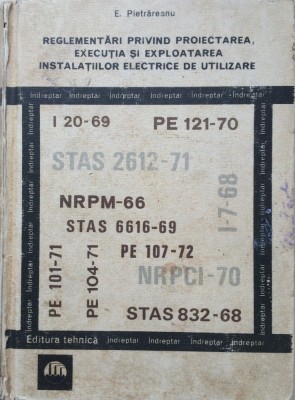 E. Pietrăreanu
REGLEMENTĂRI PRIVIND PROIECTAREA,
EXECUȚIA ȘI EXPLOATAREA
INSTALAȚIILOR ELECTRICE DE UTILIZARE
îndreptar îndreptar îndreptar îndreptar îndreptar îndreptar
I 20-69 PE 121-70
STAS 2612-71
NRPM-66
I-7-68
STAS 6616-69
PE 101-71
PE 104-71
PE 107-72
NRPCI-70
STAS 832-68
Editura tehnică îndreptar îndreptar îndreptar îndreptar